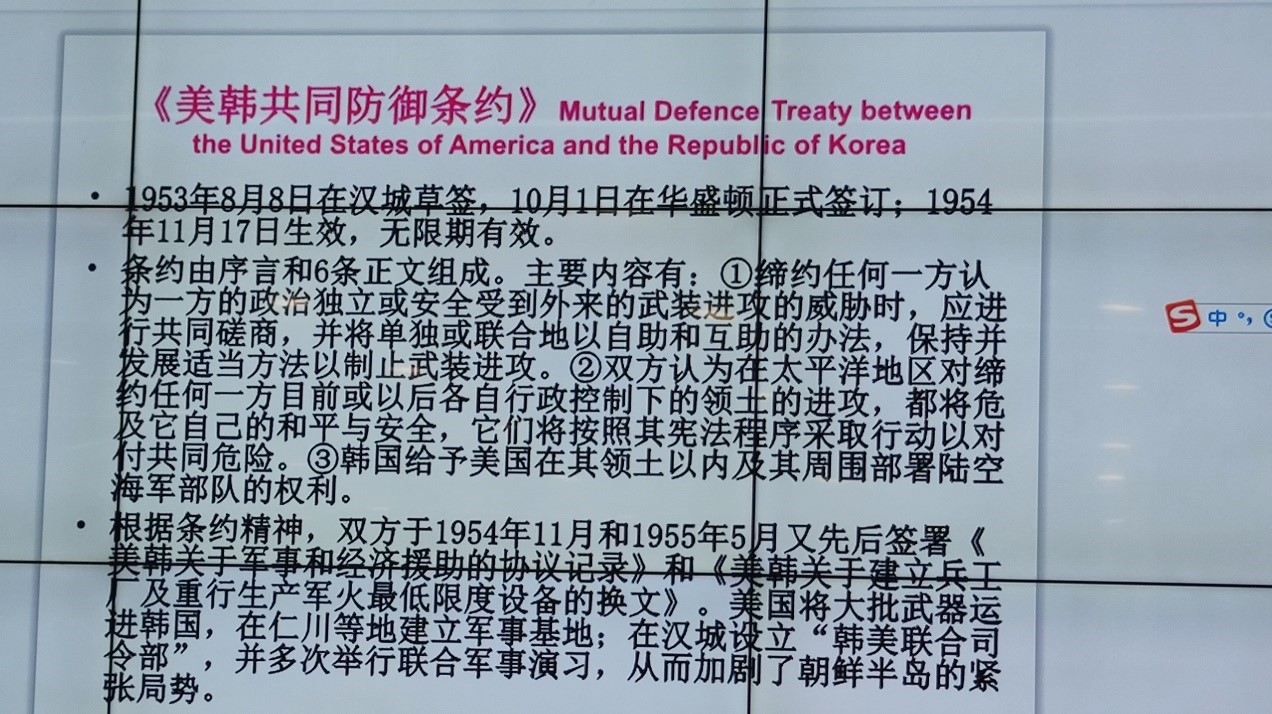 《美韩共同防御条约》Mutual Defence Treaty between
the United States of America and the Republic of Korea
• 1953年8月8日在汉城草签，10月1日在华盛顿正式签订；1954
年11月17日生效，无限期有效。
• 条约由序言和6条正文组成。主要内容有：①缔约任何一方认
为一方的政治独立或安全受到外来的武装进攻的威胁时，应进
行共同磋商，并将单独或联合地以自助和互助的办法，保持并
发展适当方法以制止武装进攻。②双方认为在太平洋地区对缔
约任何一方目前或以后各自行政控制下的领土的进攻，都将危
及它自己的和平与安全，它们将按照其宪法程序采取行动以对
付共同危险。③韩国给予美国在其领土以内及其周围部署陆空
海军部队的权利。
• 根据条约精神，双方于1954年11月和1955年5月又先后签署《
美韩关于军事和经济援助的协议记录》和《美韩关于建立兵工
厂及重行生产军火最低限度设备的换文》。美国将大批武器运
进韩国，在仁川等地建立军事基地；在汉城设立“韩美联合司
令部”，并多次举行联合军事演习，从而加剧了朝鲜半岛的紧
张局势。
S 中 °，